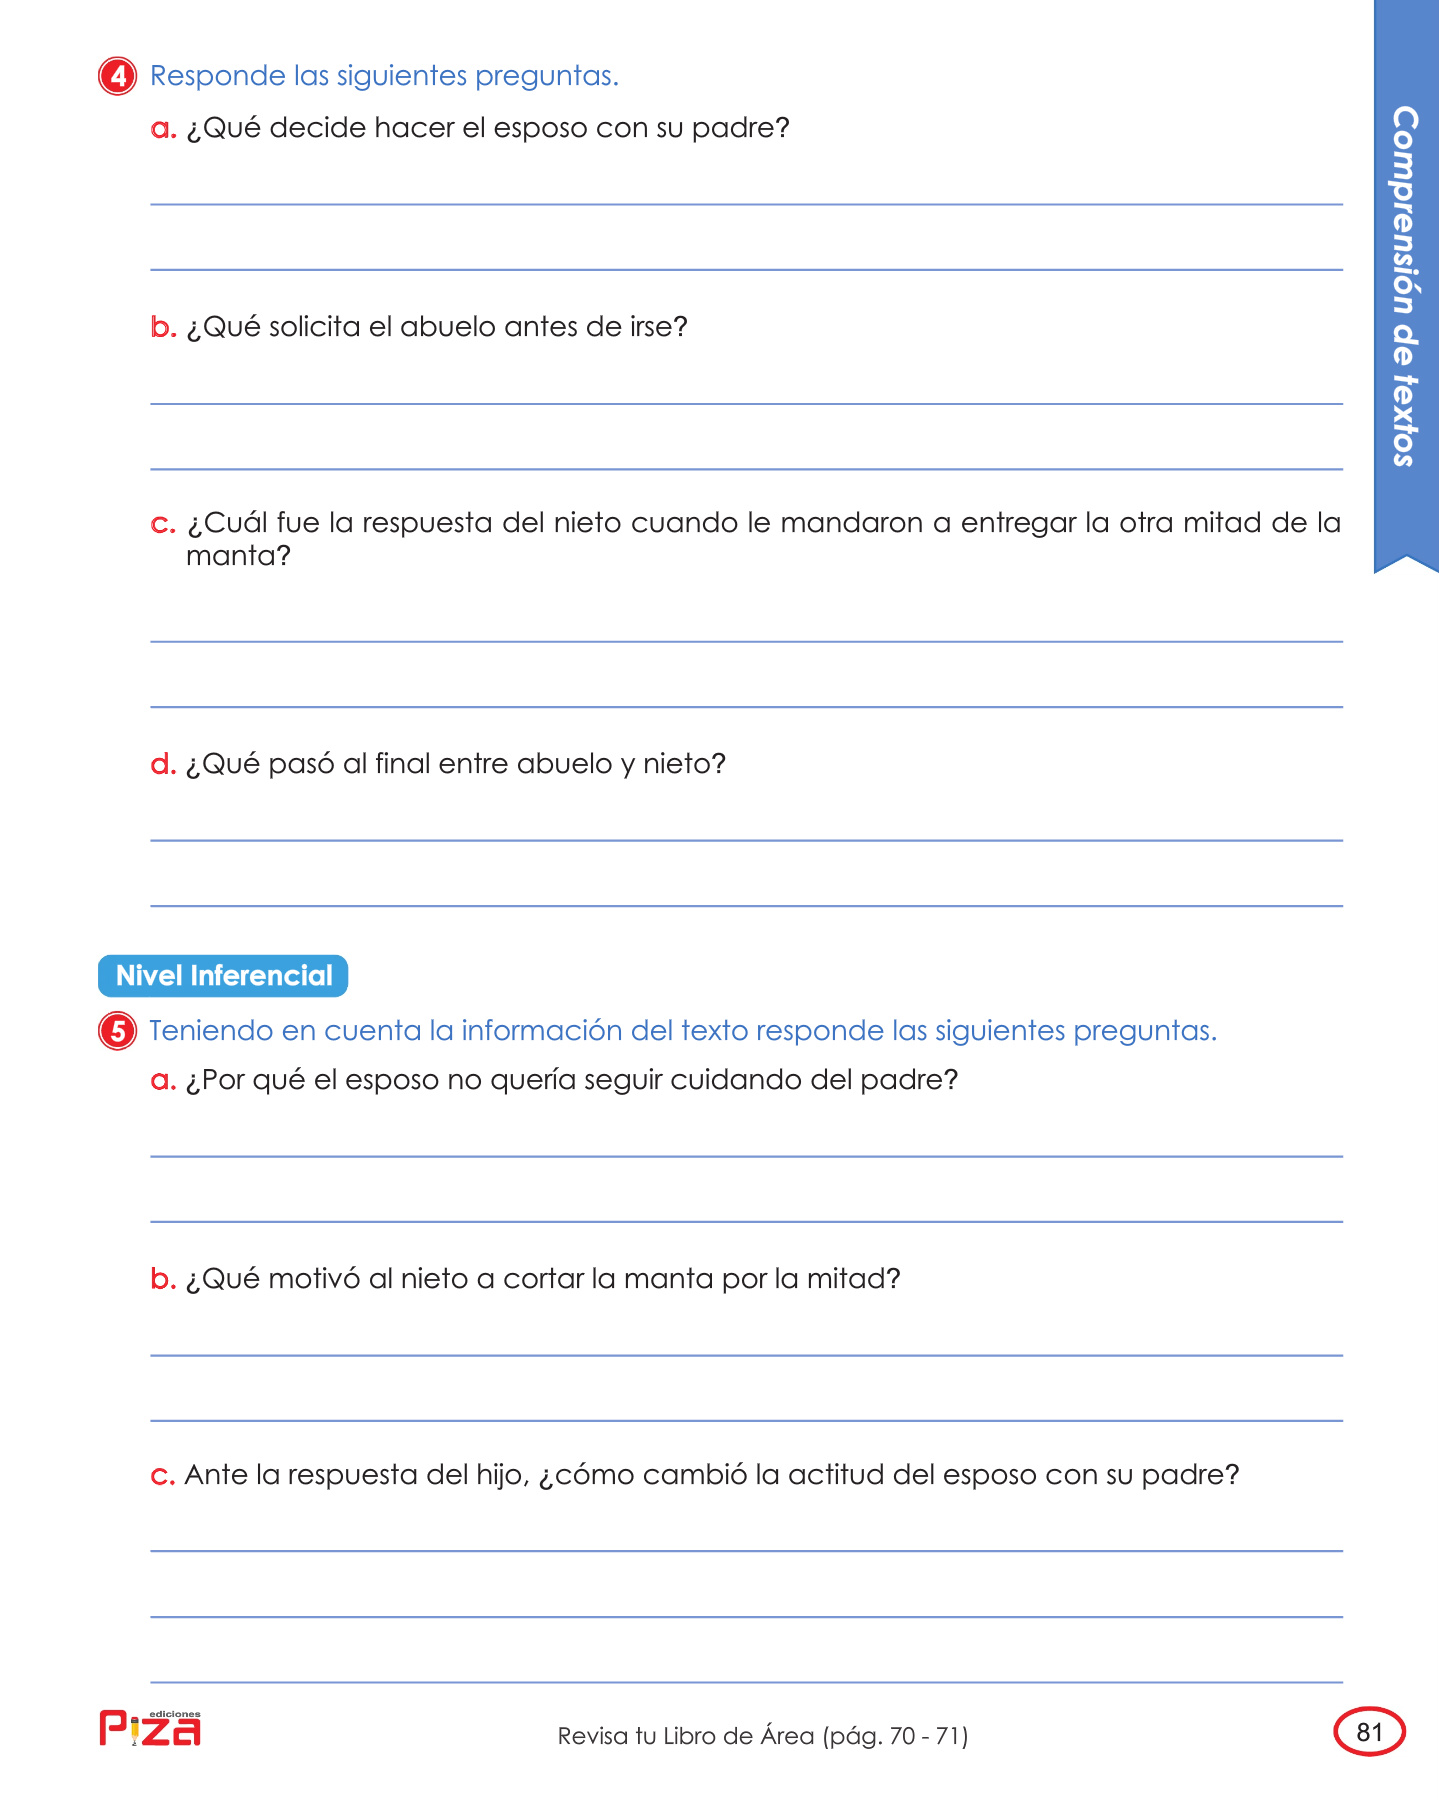 4 Responde las siguientes preguntas.
a. ¿Qué decide hacer el esposo con su padre?
b. ¿Qué solicita el abuelo antes de irse?
c. ¿Cuál fue la respuesta del nieto cuando le mandaron a entregar la otra mitad de la
manta?
d. ¿Qué pasó al final entre abuelo y nieto?
Nivel Inferencial
5 Teniendo en cuenta la información del texto responde las siguientes preguntas.
a. ¿Por qué el esposo no quería seguir cuidando del padre?
b. ¿Qué motivó al nieto a cortar la manta por la mitad?
c. Ante la respuesta del hijo, ¿cómo cambió la actitud del esposo con su padre?
ediciones
Piza
Revisa tu Libro de Área (pág. 70 - 71)
81
Comprensión de textos